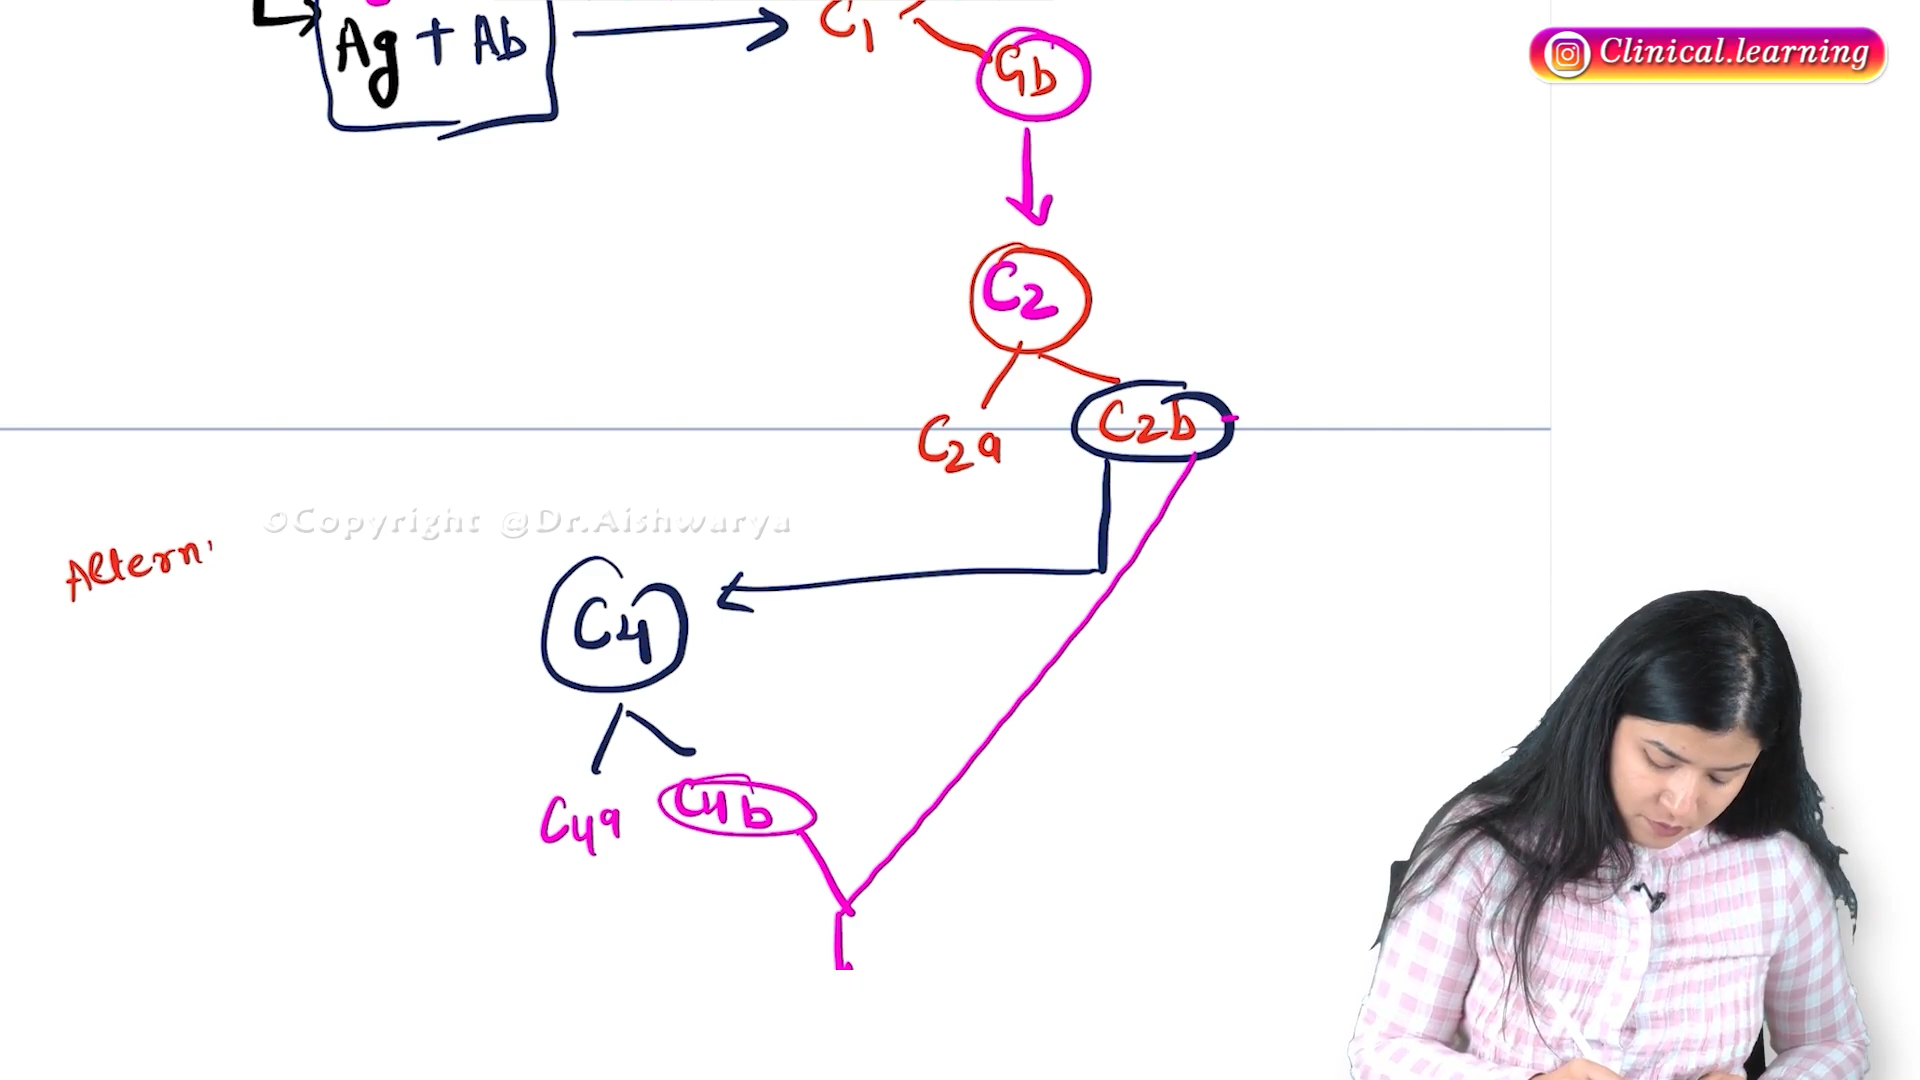 Clinical.learning
Ag + Ab
C1
C1b
C2
C2a
C2b
©Copyright @Dr.Aishwarya
Altern
C4
C4a
C4b